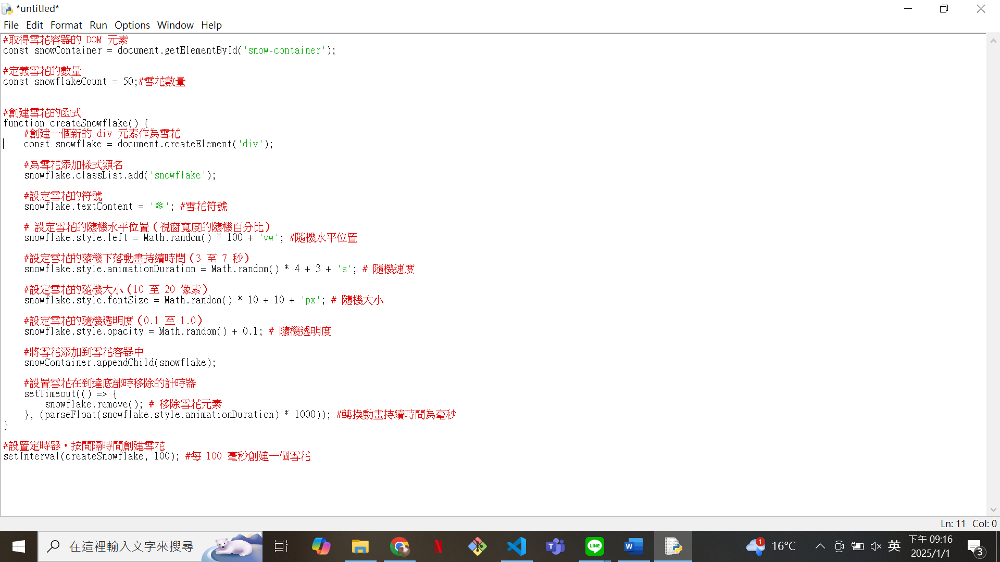 *untitled*
File Edit Format Run Options Window Help
#取得雪花容器的 DOM 元素
const snowContainer = document.getElementById('snow-container');
#定義雪花的數量
const snowflakeCount = 50;#雪花數量
#創建雪花的函式
function createSnowflake() {
    #創建一個新的 div 元素作為雪花
    const snowflake = document.createElement('div');
    #為雪花添加樣式類名
    snowflake.classList.add('snowflake');
    #設定雪花的符號
    snowflake.textContent = '❄'; #雪花符號
    # 設定雪花的隨機水平位置（視窗寬度的隨機百分比）
    snowflake.style.left = Math.random() * 100 + 'vw'; #隨機水平位置
    #設定雪花的隨機下落動畫持續時間（3 至 7 秒）
    snowflake.style.animationDuration = Math.random() * 4 + 3 + 's'; # 隨機速度
    #設定雪花的隨機大小（10 至 20 像素）
    snowflake.style.fontSize = Math.random() * 10 + 10 + 'px'; # 隨機大小
    #設定雪花的隨機透明度（0.1 至 1.0）
    snowflake.style.opacity = Math.random() + 0.1; # 隨機透明度
    #將雪花添加到雪花容器中
    snowContainer.appendChild(snowflake);
    #設置雪花在到達底部時移除的計時器
    setTimeout(() => {
        snowflake.remove(); # 移除雪花元素
    }, (parseFloat(snowflake.style.animationDuration) * 1000)); #轉換動畫持續時間為毫秒
}
#設置定時器，按間隔時間創建雪花
setInterval(createSnowflake, 100); #每 100 毫秒創建一個雪花
Ln: 11 Col: 0
在這裡輸入文字來搜尋
T
LINE
W
1
16°C
英
下午 09:16
2025/1/1
3